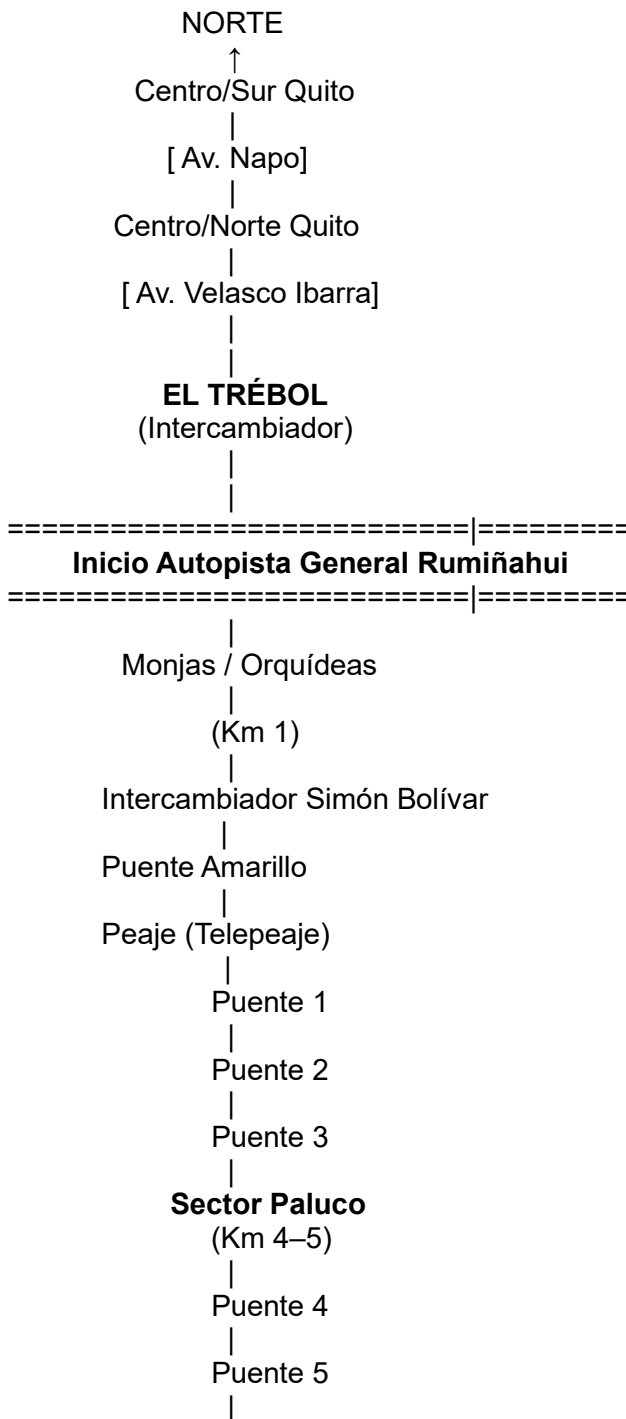 NORTE
↑
Centro/Sur Quito
|
[ Av. Napo]
|
Centro/Norte Quito
|
[ Av. Velasco Ibarra]
|
|
EL TRÉBOL
(Intercambiador)
|
|
===========================|=========
Inicio Autopista General Rumiñahui
===========================|=========
|
Monjas / Orquídeas
|
(Km 1)
|
Intercambiador Simón Bolívar
|
Puente Amarillo
|
Peaje (Telepeaje)
|
Puente 1
|
Puente 2
|
Puente 3
|
Sector Paluco
(Km 4–5)
|
Puente 4
|
Puente 5
|